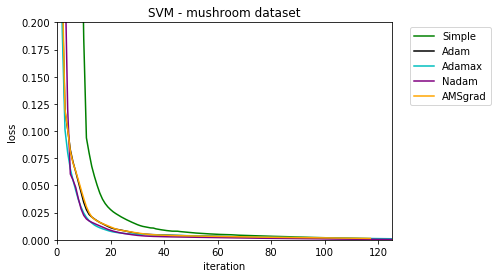 SVM - mushroom dataset
0.200
0.175
0.150
0.125
0.100
0.075
0.050
0.025
0.000
loss
0 20 40 60 80 100 120
iteration
Simple
Adam
Adamax
Nadam
AMSgrad